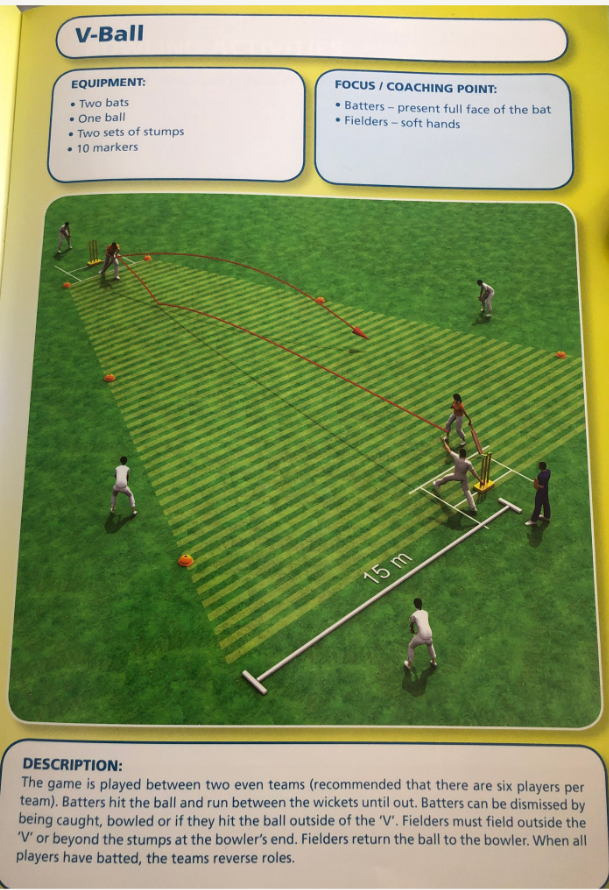 V-Ball
EQUIPMENT:
• Two bats
• One ball
• Two sets of stumps
• 10 markers
FOCUS / COACHING POINT:
• Batters – present full face of the bat
• Fielders – soft hands
15 m
DESCRIPTION:
The game is played between two even teams (recommended that there are six players per
team). Batters hit the ball and run between the wickets until out. Batters can be dismissed by
being caught, bowled or if they hit the ball outside of the 'V'. Fielders must field outside the
'V' or beyond the stumps at the bowler's end. Fielders return the ball to the bowler. When all
players have batted, the teams reverse roles.